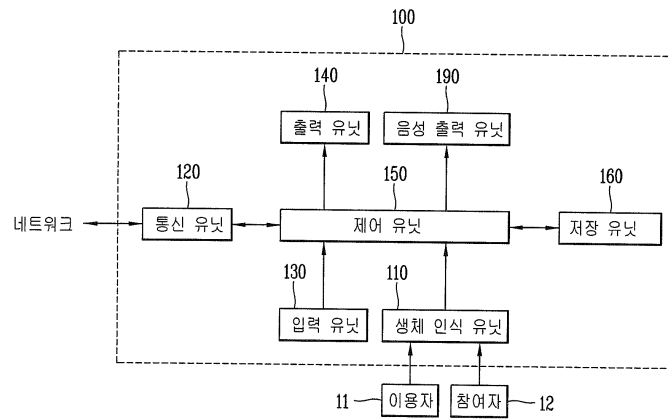 100
140
190
출력 유닛
음성 출력 유닛
120
150
160
네트워크
통신 유닛
제어 유닛
저장 유닛
130
110
입력 유닛
생체 인식 유닛
11
이용자
참여자
12